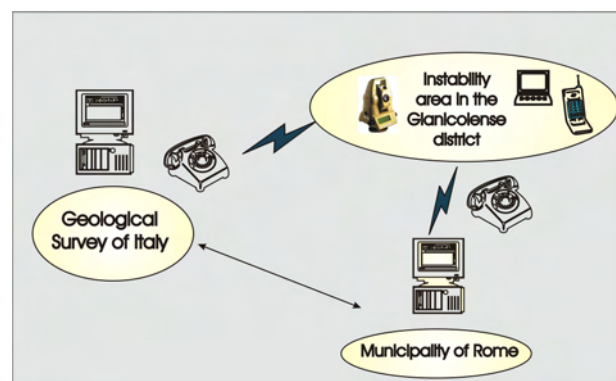 Instability
area in the
Gianicolense
district
Geological
Survey of Italy
Municipality of Rome